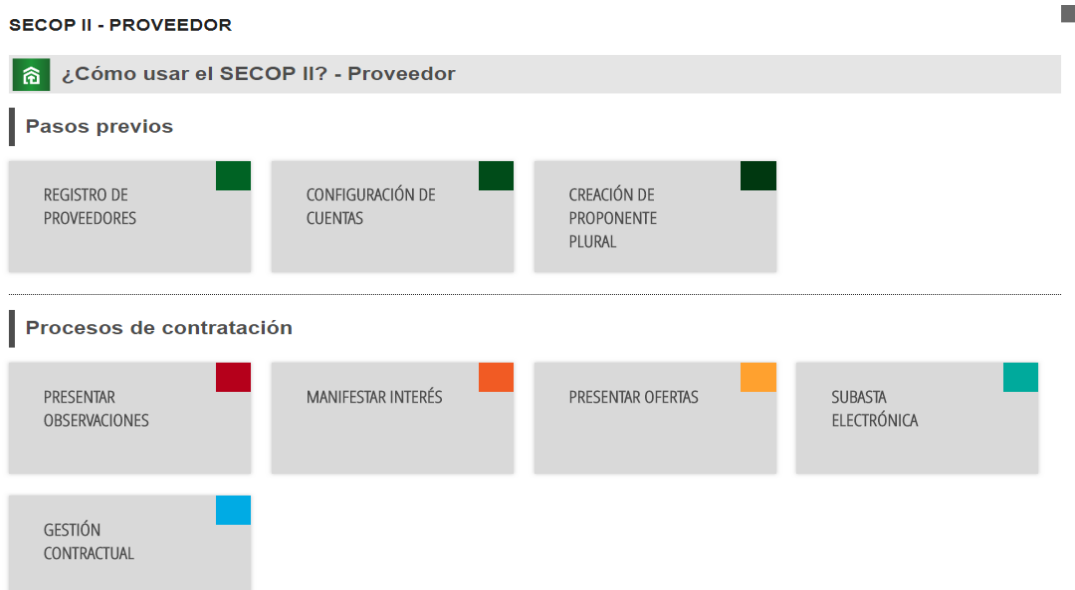 SECOP II - PROVEEDOR
¿Cómo usar el SECOP II? - Proveedor
Pasos previos
REGISTRO DE
PROVEEDORES
CONFIGURACIÓN DE
CUENTAS
CREACIÓN DE
PROPONENTE
PLURAL
Procesos de contratación
PRESENTAR
OBSERVACIONES
MANIFESTAR INTERÉS
PRESENTAR OFERTAS
SUBASTA
ELECTRÓNICA
GESTIÓN
CONTRACTUAL